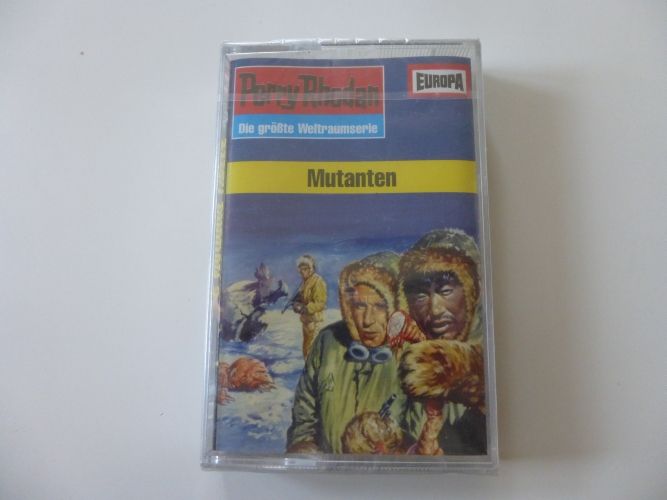 Perry Rhodan
EUROPA
Die größte Weltraumserie
Mutanten